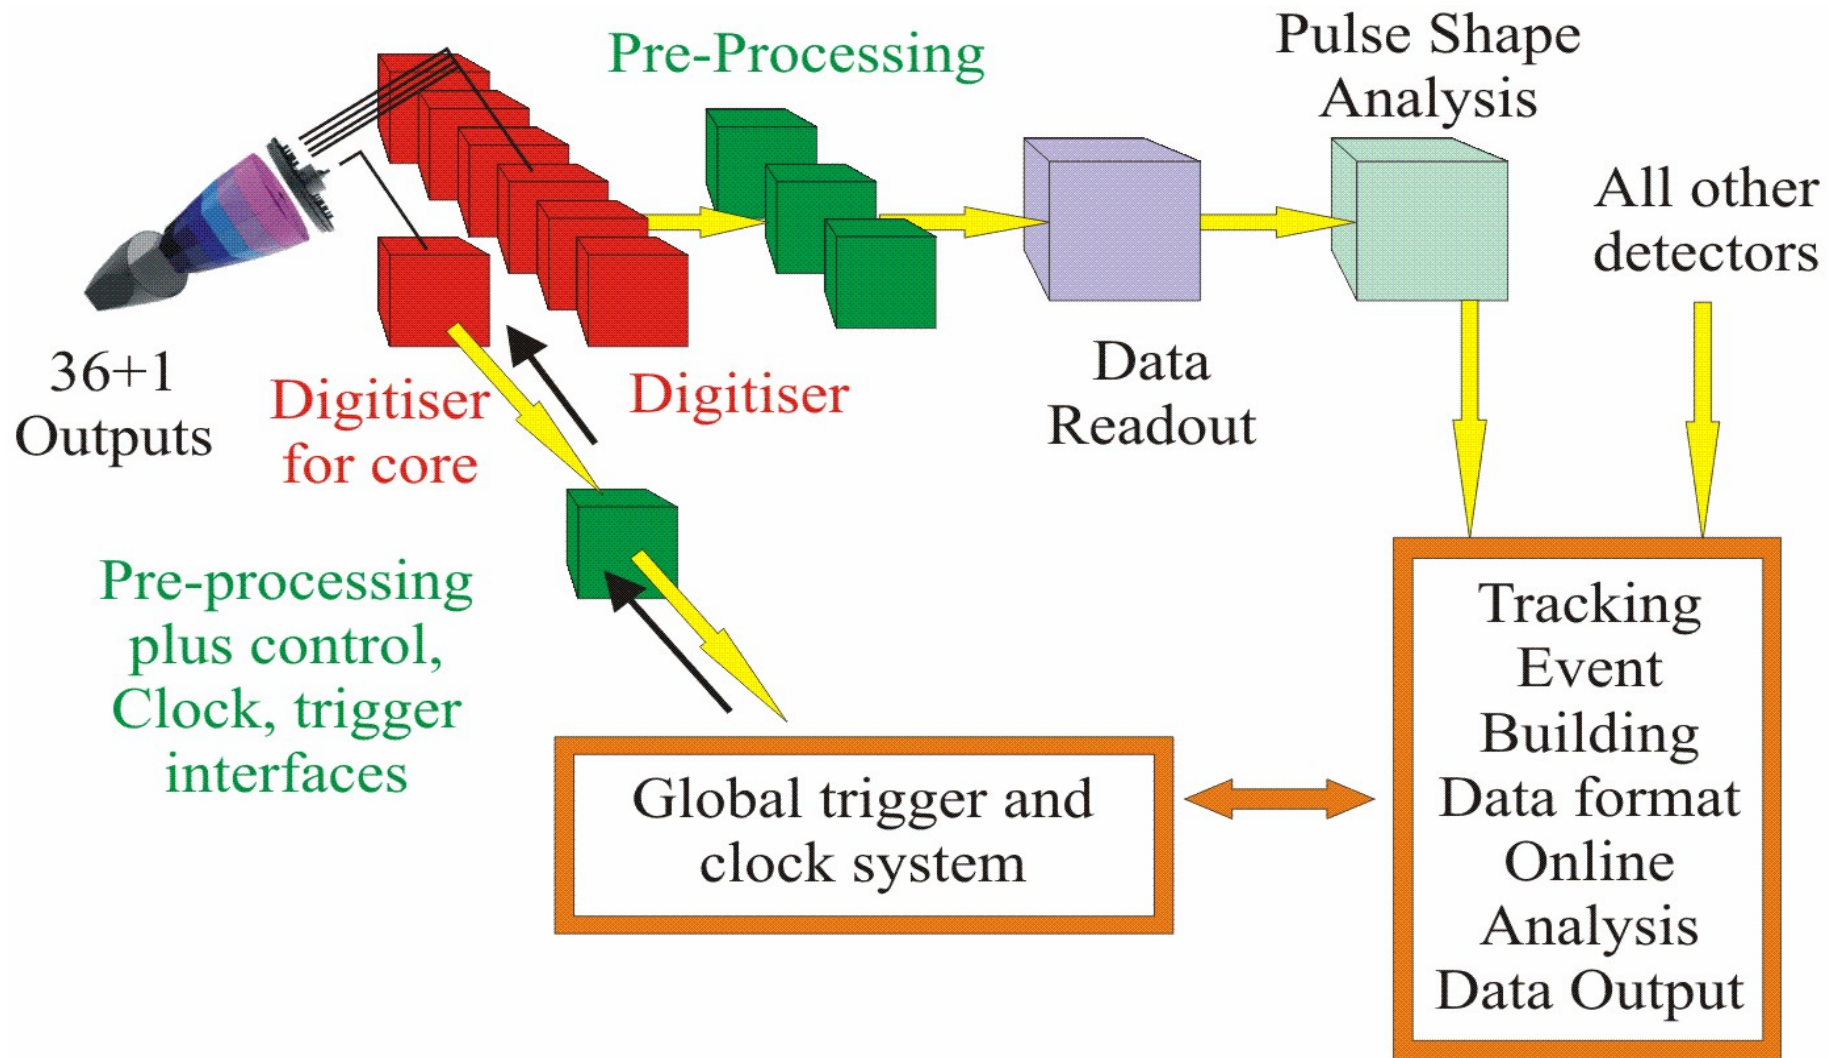 Pre-Processing
Pulse Shape
Analysis
All other
detectors
36+1
Outputs
Digitiser
for core
Digitiser
Data
Readout
Pre-processing
plus control,
Clock, trigger
interfaces
Global trigger and
clock system
Tracking
Event
Building
Data format
Online
Analysis
Data Output